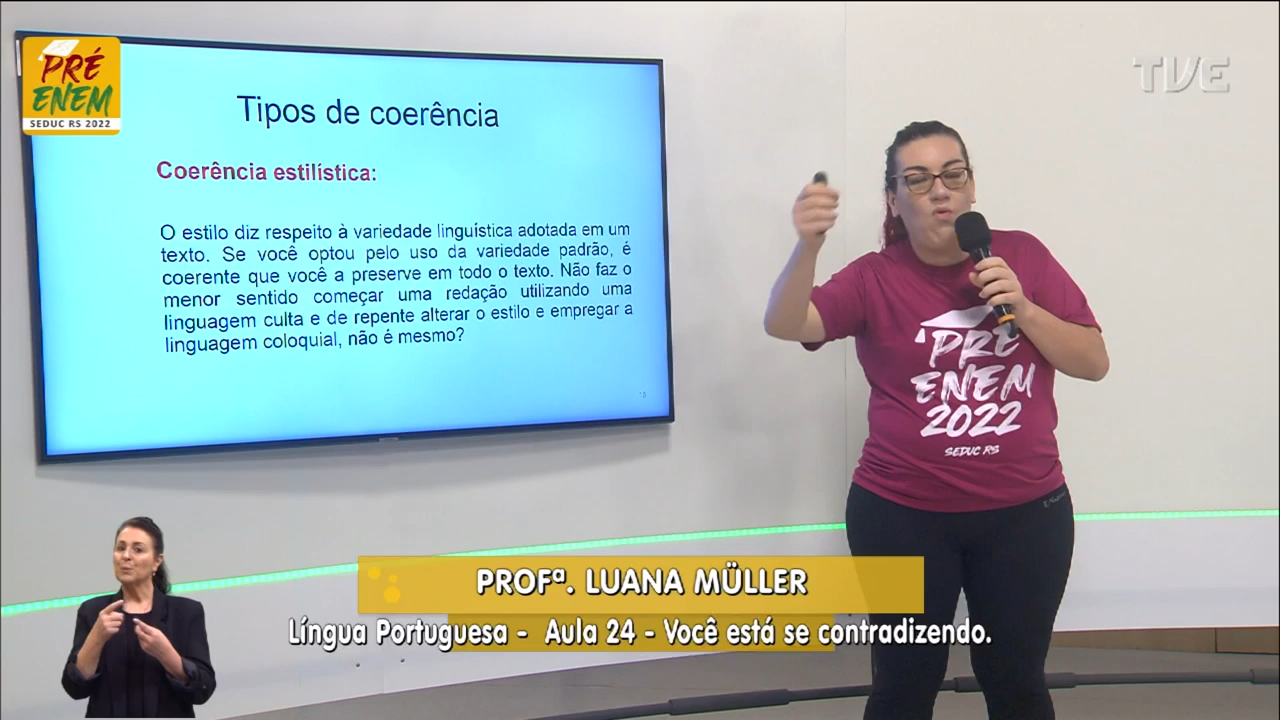 PRÉ
ENEM
SEDUC RS 2022
TVE
Tipos de coerência
Coerência estilística:
O estilo diz respeito à variedade linguística adotada em um
texto. Se você optou pelo uso da variedade padrão, é
coerente que você a preserve em todo o texto. Não faz o
menor sentido começar uma redação utilizando uma
linguagem culta e de repente alterar o estilo e empregar a
linguagem coloquial, não é mesmo?
PRÉ
ENEM
2022
SEDUC RS
PROFª. LUANA MÜLLER
Língua Portuguesa - Aula 24 - Você está se contradizendo.